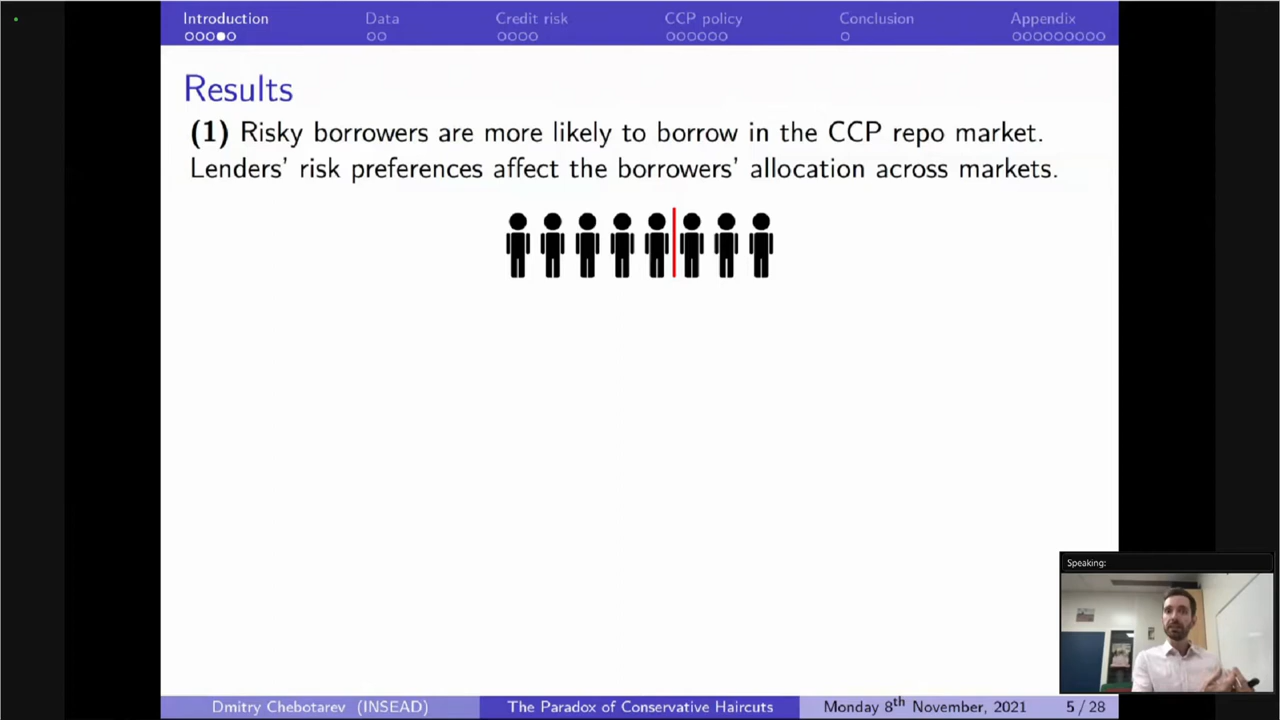 Introduction Data Credit risk CCP policy Conclusion Appendix
Results
(1) Risky borrowers are more likely to borrow in the CCP repo market.
Lenders’ risk preferences affect the borrowers’ allocation across markets.
Speaking:
Dmitry Chebotarev (INSEAD) The Paradox of Conservative Haircuts Monday 8th November, 2021 5 / 28